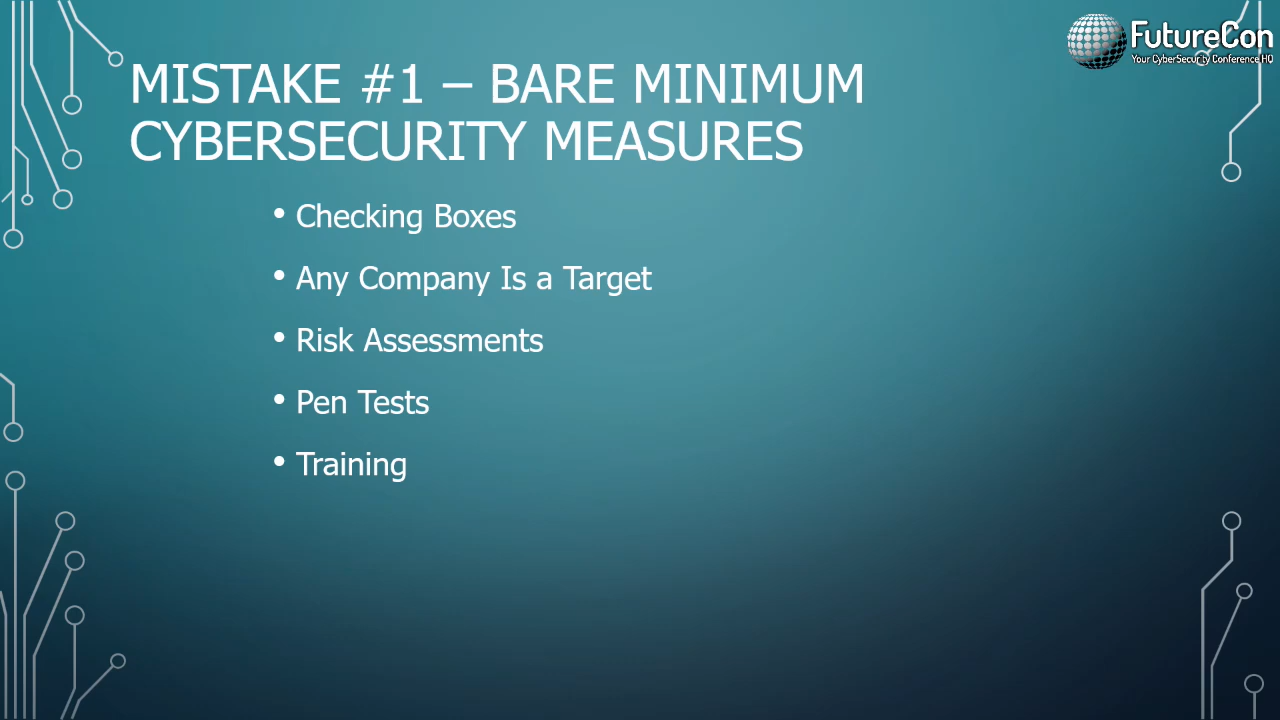 FutureCon
Your CyberSecurity Conference HQ
MISTAKE #1 – BARE MINIMUM
CYBERSECURITY MEASURES
• Checking Boxes
• Any Company Is a Target
• Risk Assessments
• Pen Tests
• Training